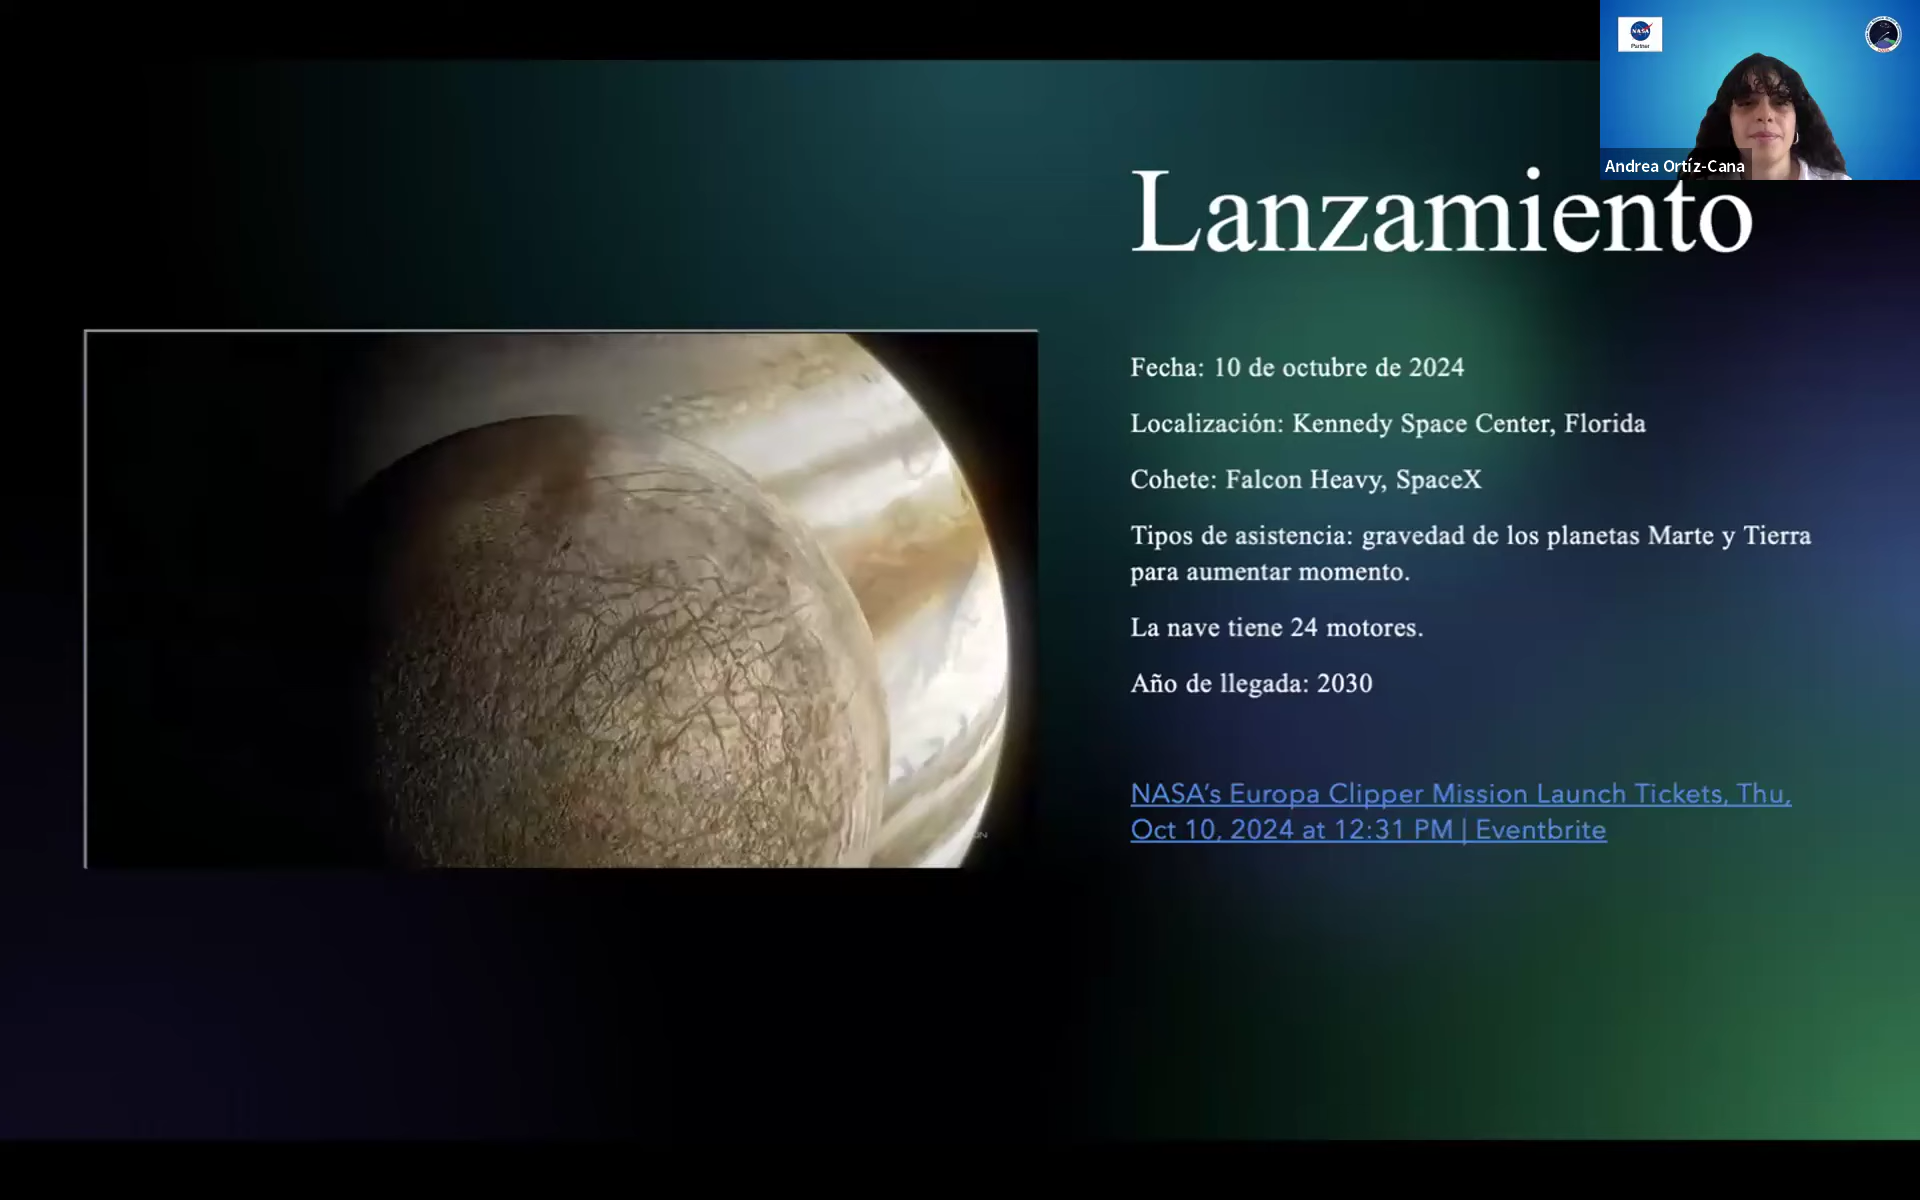 NASA
Partner
Andrea Ortíz-Cana
Lanzamiento
Fecha: 10 de octubre de 2024
Localización: Kennedy Space Center, Florida
Cohete: Falcon Heavy, SpaceX
Tipos de asistencia: gravedad de los planetas Marte y Tierra
para aumentar momento.
La nave tiene 24 motores.
Año de llegada: 2030
NASA’s Europa Clipper Mission Launch Tickets, Thu,
Oct 10, 2024 at 12:31 PM | Eventbrite